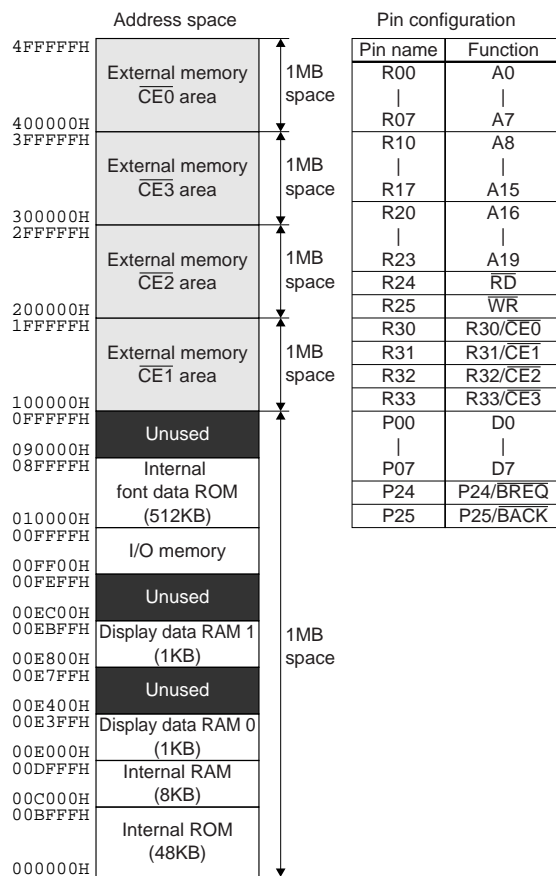 Address space
4FFFFFH
External memory
CE0 area
1MB
space
400000H
3FFFFFH
External memory
CE3 area
1MB
space
300000H
2FFFFFH
External memory
CE2 area
1MB
space
200000H
1FFFFFH
External memory
CE1 area
1MB
space
100000H
0FFFFFH
Unused
090000H
08FFFFH
Internal
font data ROM
(512KB)
010000H
00FFFFH
I/O memory
00FF00H
00FEFFH
Unused
00EC00H
00EBFFH
Display data RAM 1
(1KB)
00E800H
00E7FFH
Unused
00E400H
00E3FFH
Display data RAM 0
(1KB)
00E000H
00DFFFH
Internal RAM
(8KB)
00C000H
00BFFFH
Internal ROM
(48KB)
000000H
1MB
space
Pin configuration
Pin name Function
R00 A0
| |
R07 A7
R10 A8
| |
R17 A15
R20 A16
| |
R23 A19
R24 RD
R25 WR
R30 R30/CE0
R31 R31/CE1
R32 R32/CE2
R33 R33/CE3
P00 D0
| |
P07 D7
P24 P24/BREQ
P25 P25/BACK